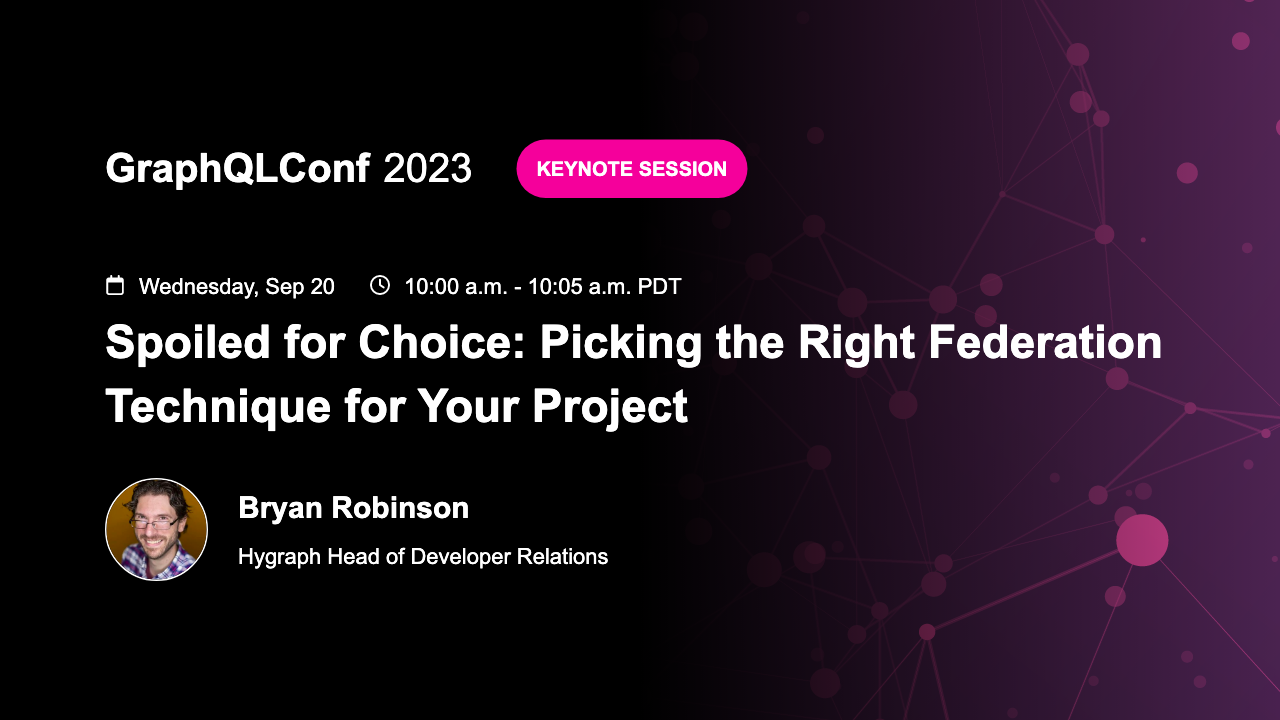 GraphQLConf 2023
KEYNOTE SESSION
Wednesday, Sep 20
10:00 a.m. - 10:05 a.m. PDT
Spoiled for Choice: Picking the Right Federation
Technique for Your Project
Bryan Robinson
Hygraph Head of Developer Relations